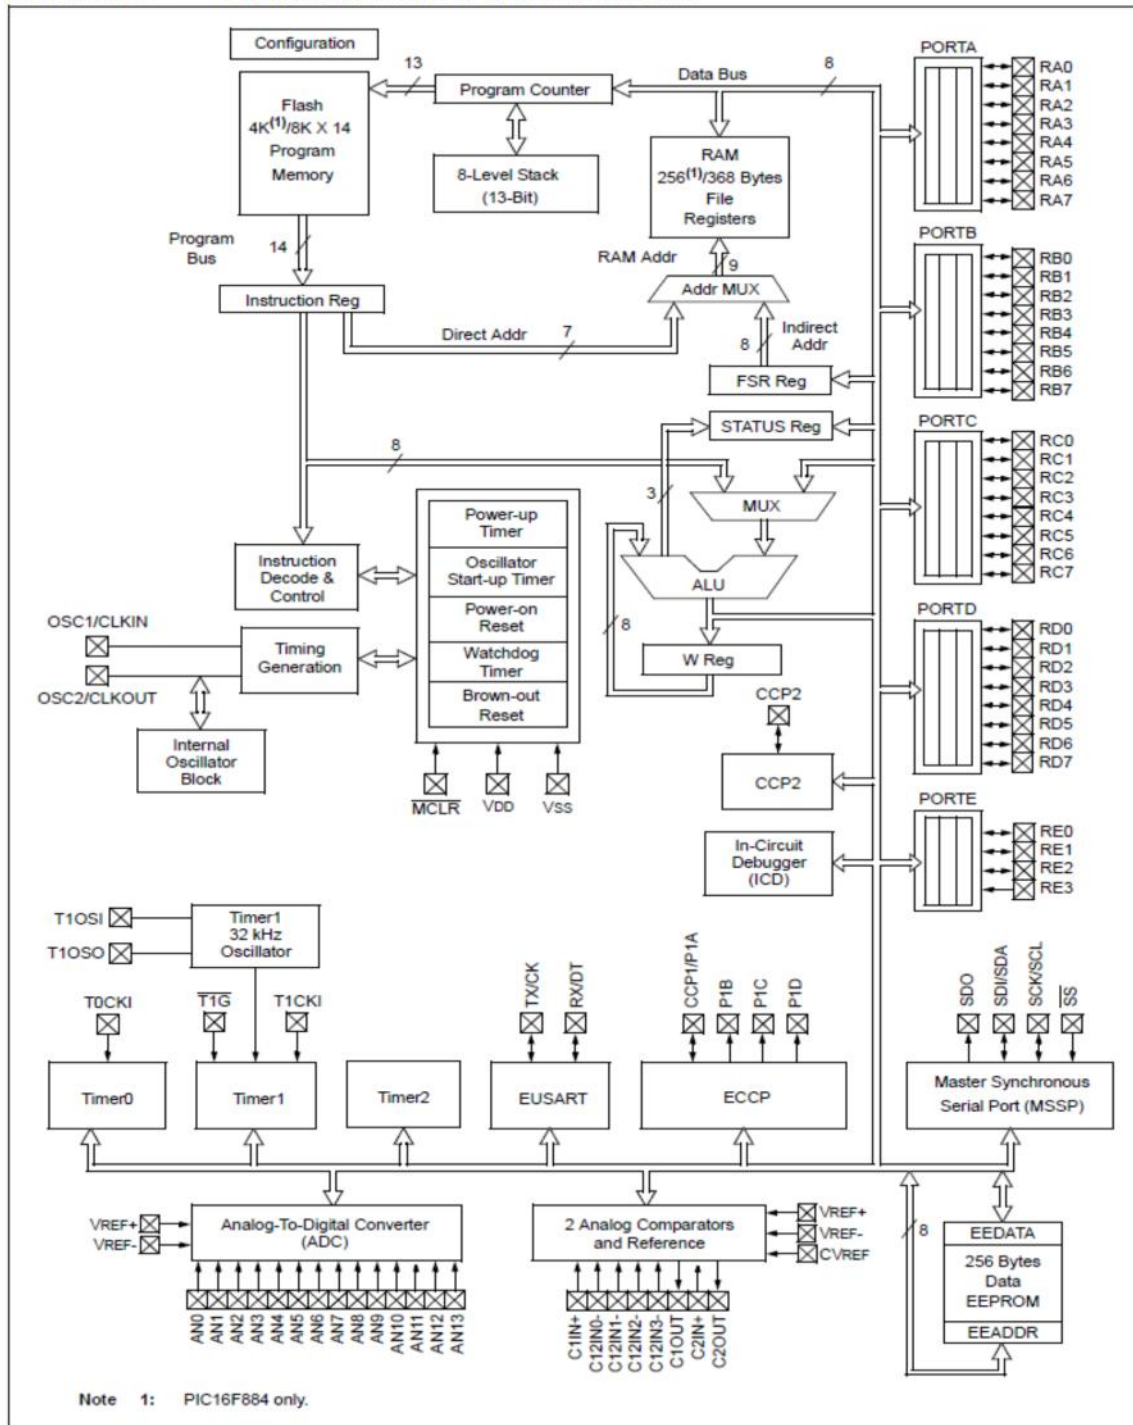 Configuration
Flash
4K(1)/8K X 14
Program
Memory
13
Program Counter
Data Bus
8
8-Level Stack
(13-Bit)
RAM
256(1)/368 Bytes
File
Registers
Program
Bus
14
RAM Addr
9
Addr MUX
Instruction Reg
Direct Addr
7
8
Indirect
Addr
FSR Reg
STATUS Reg
8
3
MUX
ALU
8
W Reg
Instruction
Decode &
Control
Power-up
Timer
Oscillator
Start-up Timer
Power-on
Reset
Watchdog
Timer
Brown-out
Reset
OSC1/CLKIN
OSC2/CLKOUT
Timing
Generation
Internal
Oscillator
Block
MCLR
VDD
VSS
CCP2
CCP2
In-Circuit
Debugger
(ICD)
PORTA
RA0
RA1
RA2
RA3
RA4
RA5
RA6
RA7
PORTB
RB0
RB1
RB2
RB3
RB4
RB5
RB6
RB7
PORTC
RC0
RC1
RC2
RC3
RC4
RC5
RC6
RC7
PORTD
RD0
RD1
RD2
RD3
RD4
RD5
RD6
RD7
PORTE
RE0
RE1
RE2
RE3
T1OSI
T1OSO
Timer1
32 kHz
Oscillator
T0CKI
T1G
T1CKI
TX/CK
RX/DT
CCP1/P1A
P1B
P1C
P1D
SDO
SDI/SDA
SCK/SCL
SS
Timer0
Timer1
Timer2
EUSART
ECCP
Master Synchronous
Serial Port (MSSP)
VREF+
VREF-
Analog-To-Digital Converter
(ADC)
AN0
AN1
AN2
AN3
AN4
AN5
AN6
AN7
AN8
AN9
AN10
AN11
AN12
AN13
2 Analog Comparators
and Reference
VREF+
VREF-
CVREF
C1IN+
C12IN0-
C12IN1-
C12IN2-
C12IN3-
C1OUT
C2IN+
C2OUT
8
EEDATA
256 Bytes
Data
EEPROM
EEADDR
Note 1: PIC16F884 only.